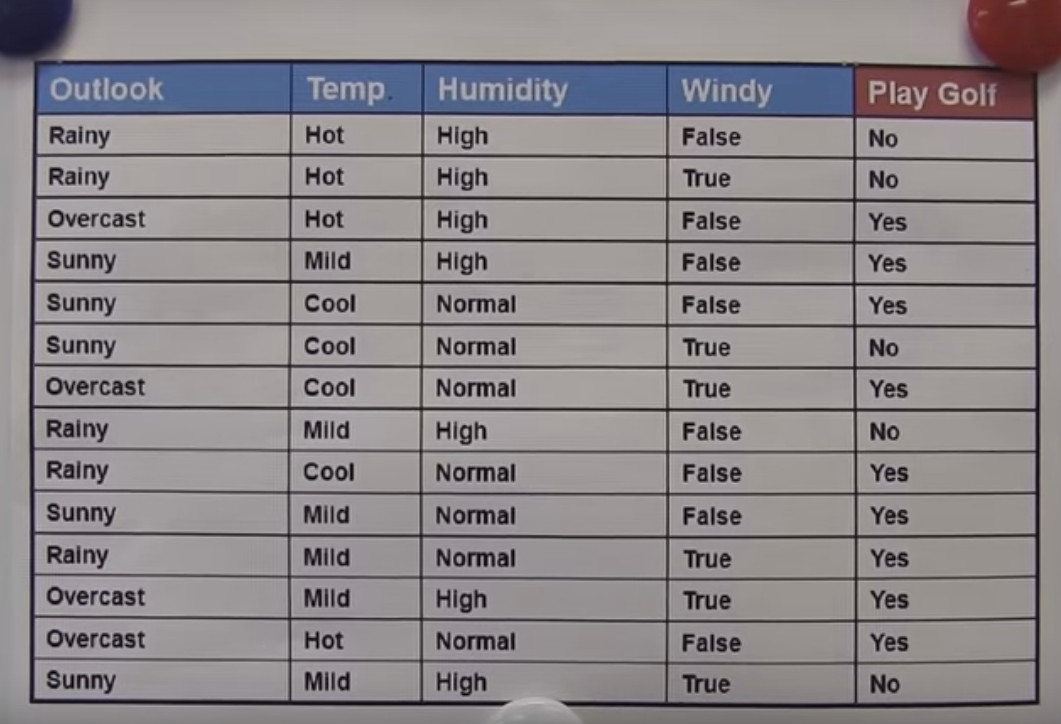 Outlook Temp. Humidity Windy Play Golf
Rainy Hot High False No
Rainy Hot High True No
Overcast Hot High False Yes
Sunny Mild High False Yes
Sunny Cool Normal False Yes
Sunny Cool Normal True No
Overcast Cool Normal True Yes
Rainy Mild High False No
Rainy Cool Normal False Yes
Sunny Mild Normal False Yes
Rainy Mild Normal True Yes
Overcast Mild High True Yes
Overcast Hot Normal False Yes
Sunny Mild High True No